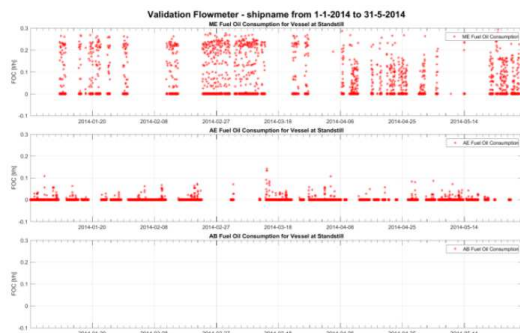 Validation Flowmeter - shipname from 1-1-2014 to 31-5-2014
ME Fuel Oil Consumption for Vessel at Standstill
0.3
ME Fuel Oil Consumption
0.2
FOC [t/h]
0.1
0
-0.1
2014-01-20 2014-02-08 2014-02-27 2014-03-18 2014-04-06 2014-04-25 2014-05-14
AE Fuel Oil Consumption for Vessel at Standstill
0.3
AE Fuel Oil Consumption
0.2
FOC [t/h]
0.1
0
-0.1
2014-01-20 2014-02-08 2014-02-27 2014-03-18 2014-04-06 2014-04-25 2014-05-14
AB Fuel Oil Consumption for Vessel at Standstill
0.3
AB Fuel Oil Consumption
0.2
FOC [t/h]
0.1
0
-0.1